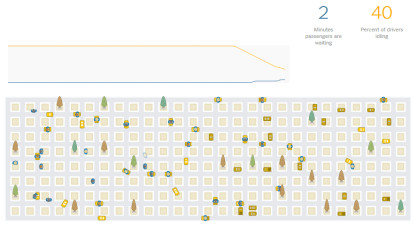 2
Minutes
passengers are
waiting
40
Percent of drivers
idling